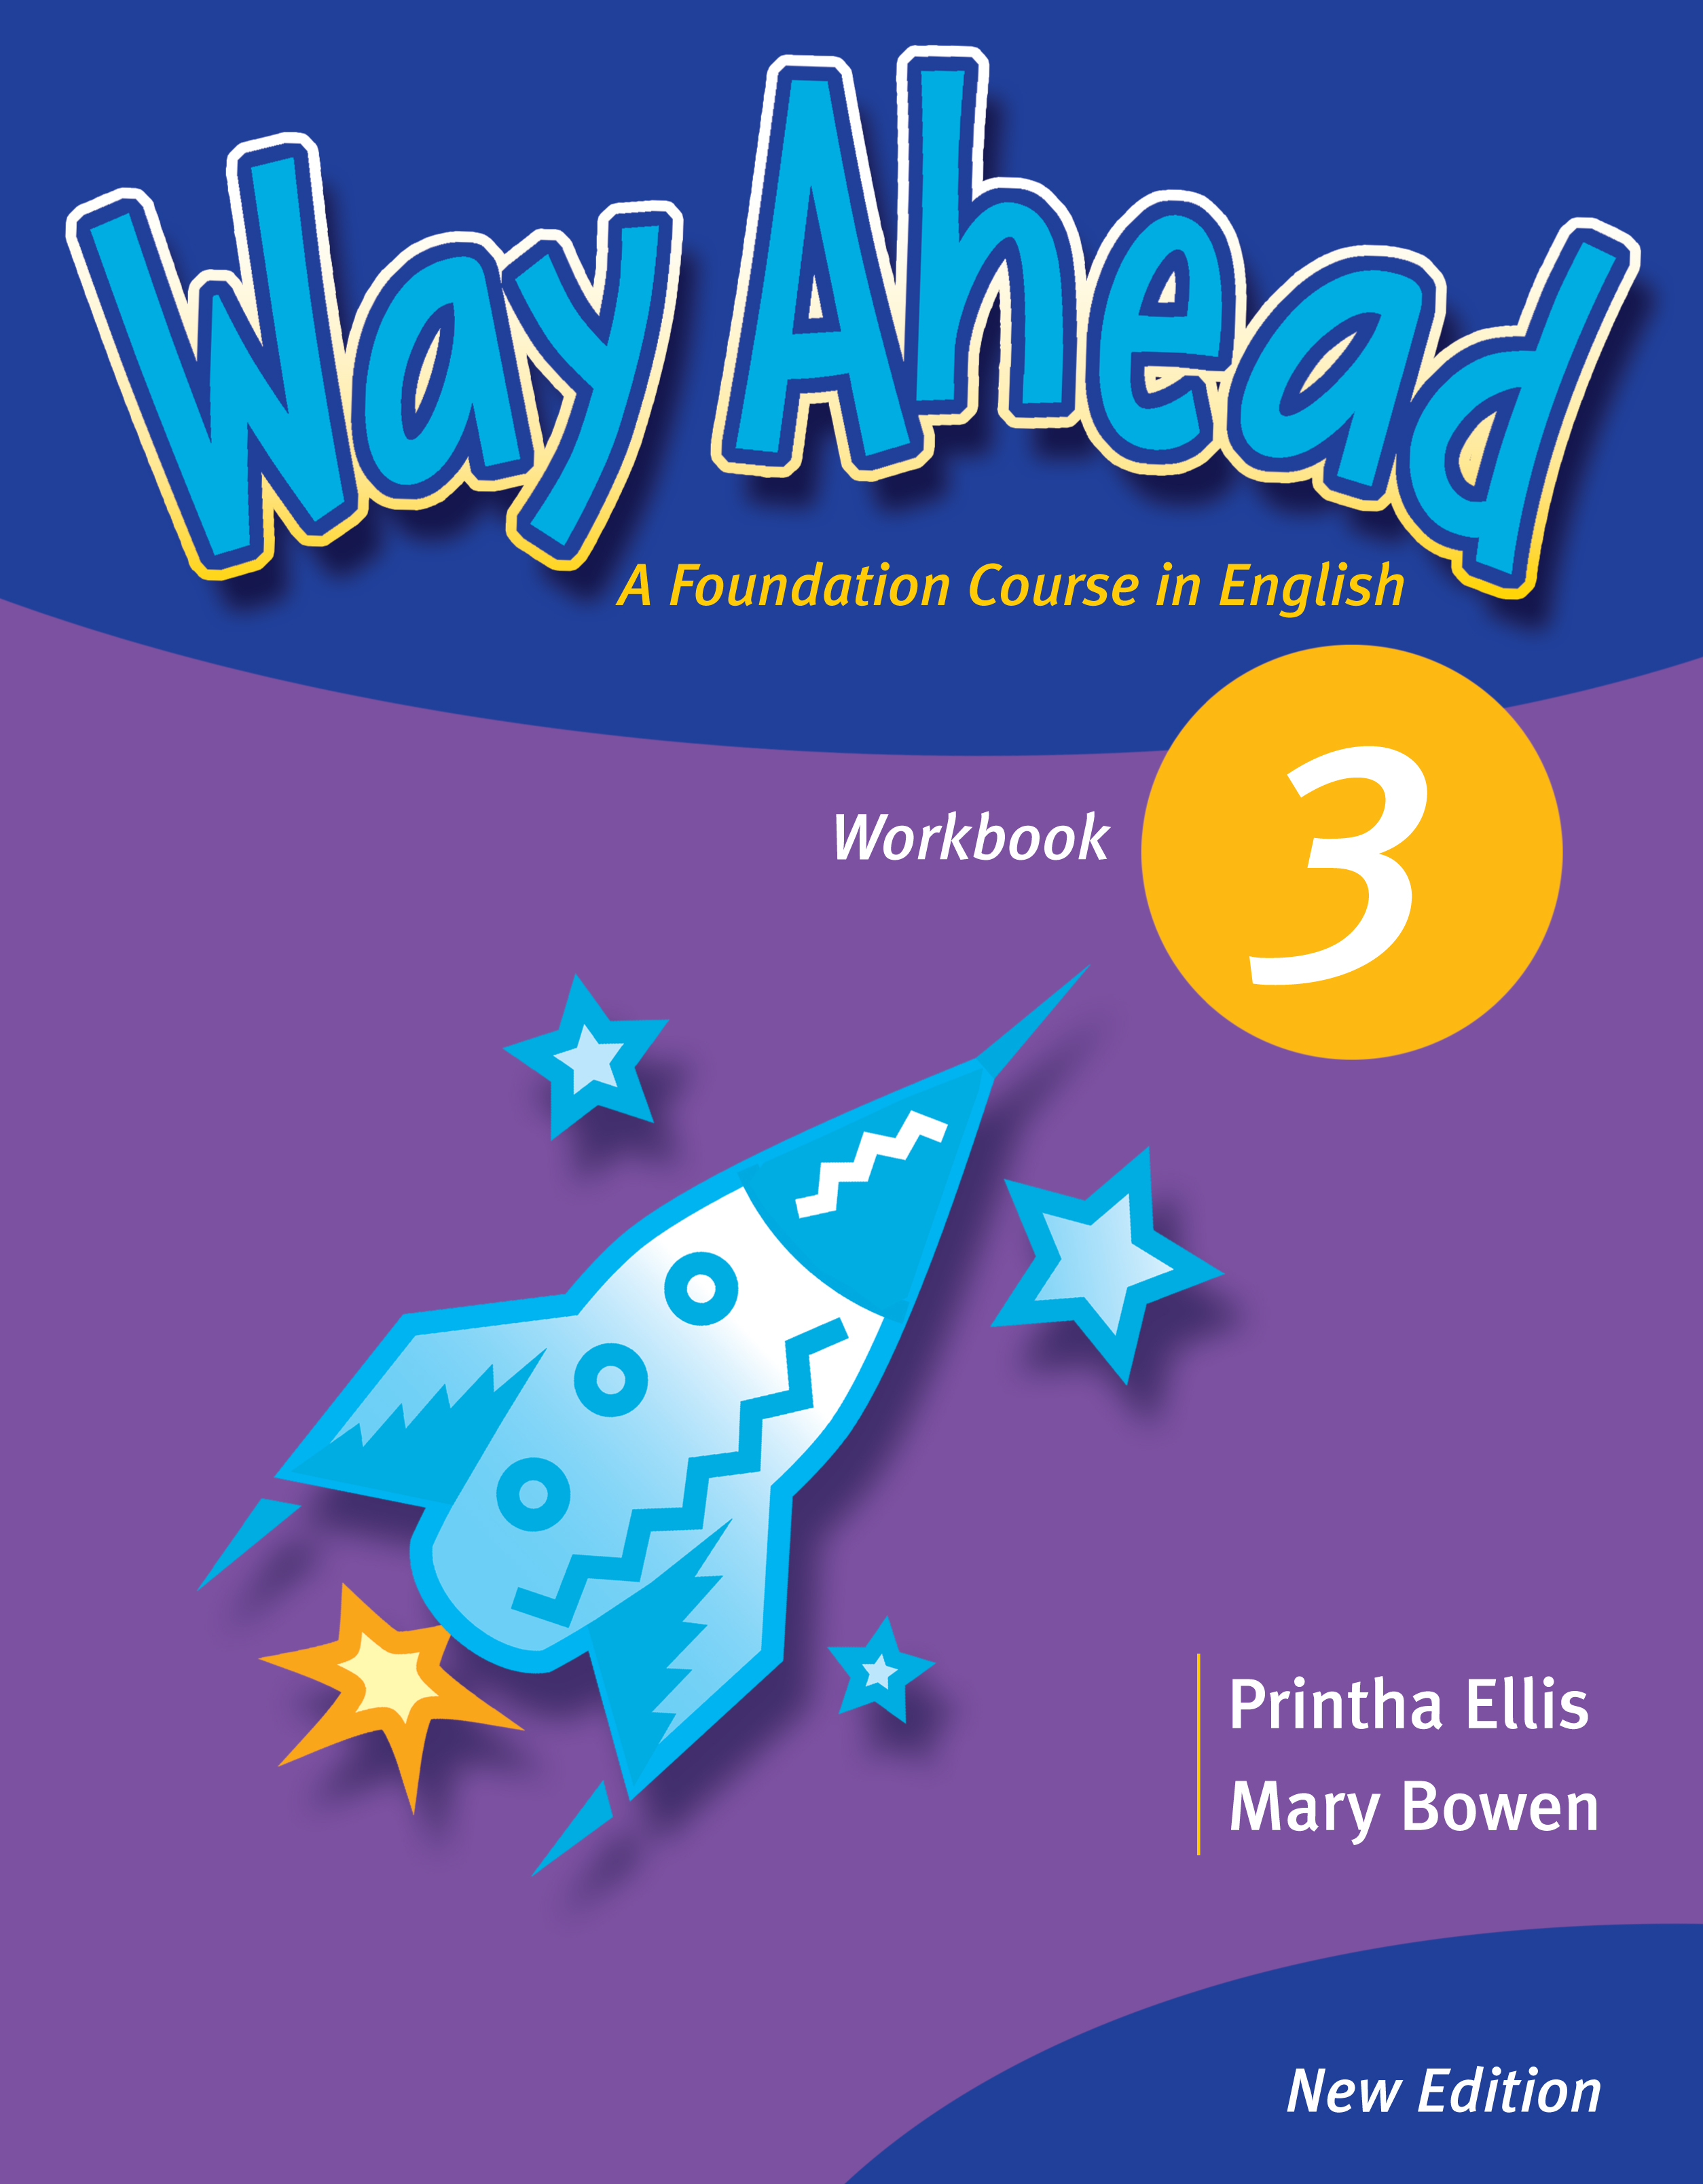 Way Ahead
A Foundation Course in English
Workbook 3
Printha Ellis
Mary Bowen
New Edition